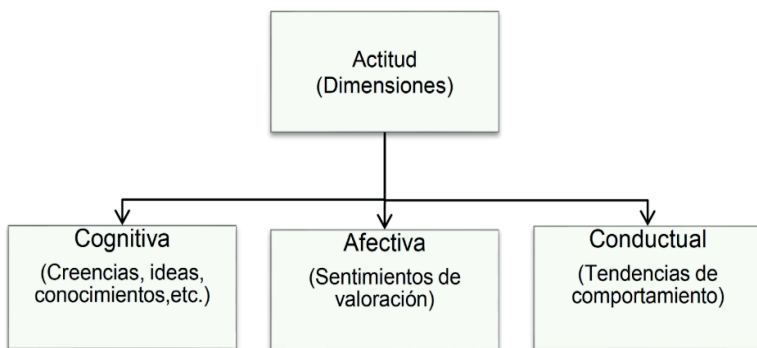 Actitud
(Dimensiones)
Cognitiva
(Creencias, ideas,
conocimientos,etc.)
Afectiva
(Sentimientos de
valoración)
Conductual
(Tendencias de
comportamiento)